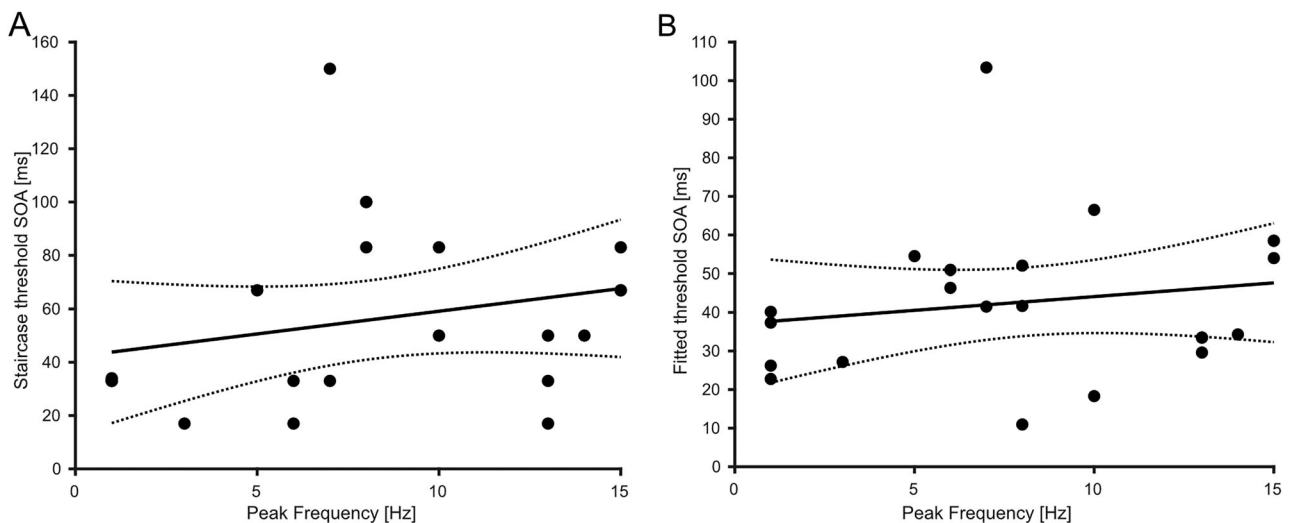 A
160
140
120
100
80
60
40
20
0
Staircase threshold SOA [ms]
0 5 10 15
Peak Frequency [Hz]
B
110
100
90
80
70
60
50
40
30
20
10
0
Fitted threshold SOA [ms]
0 5 10 15
Peak Frequency [Hz]